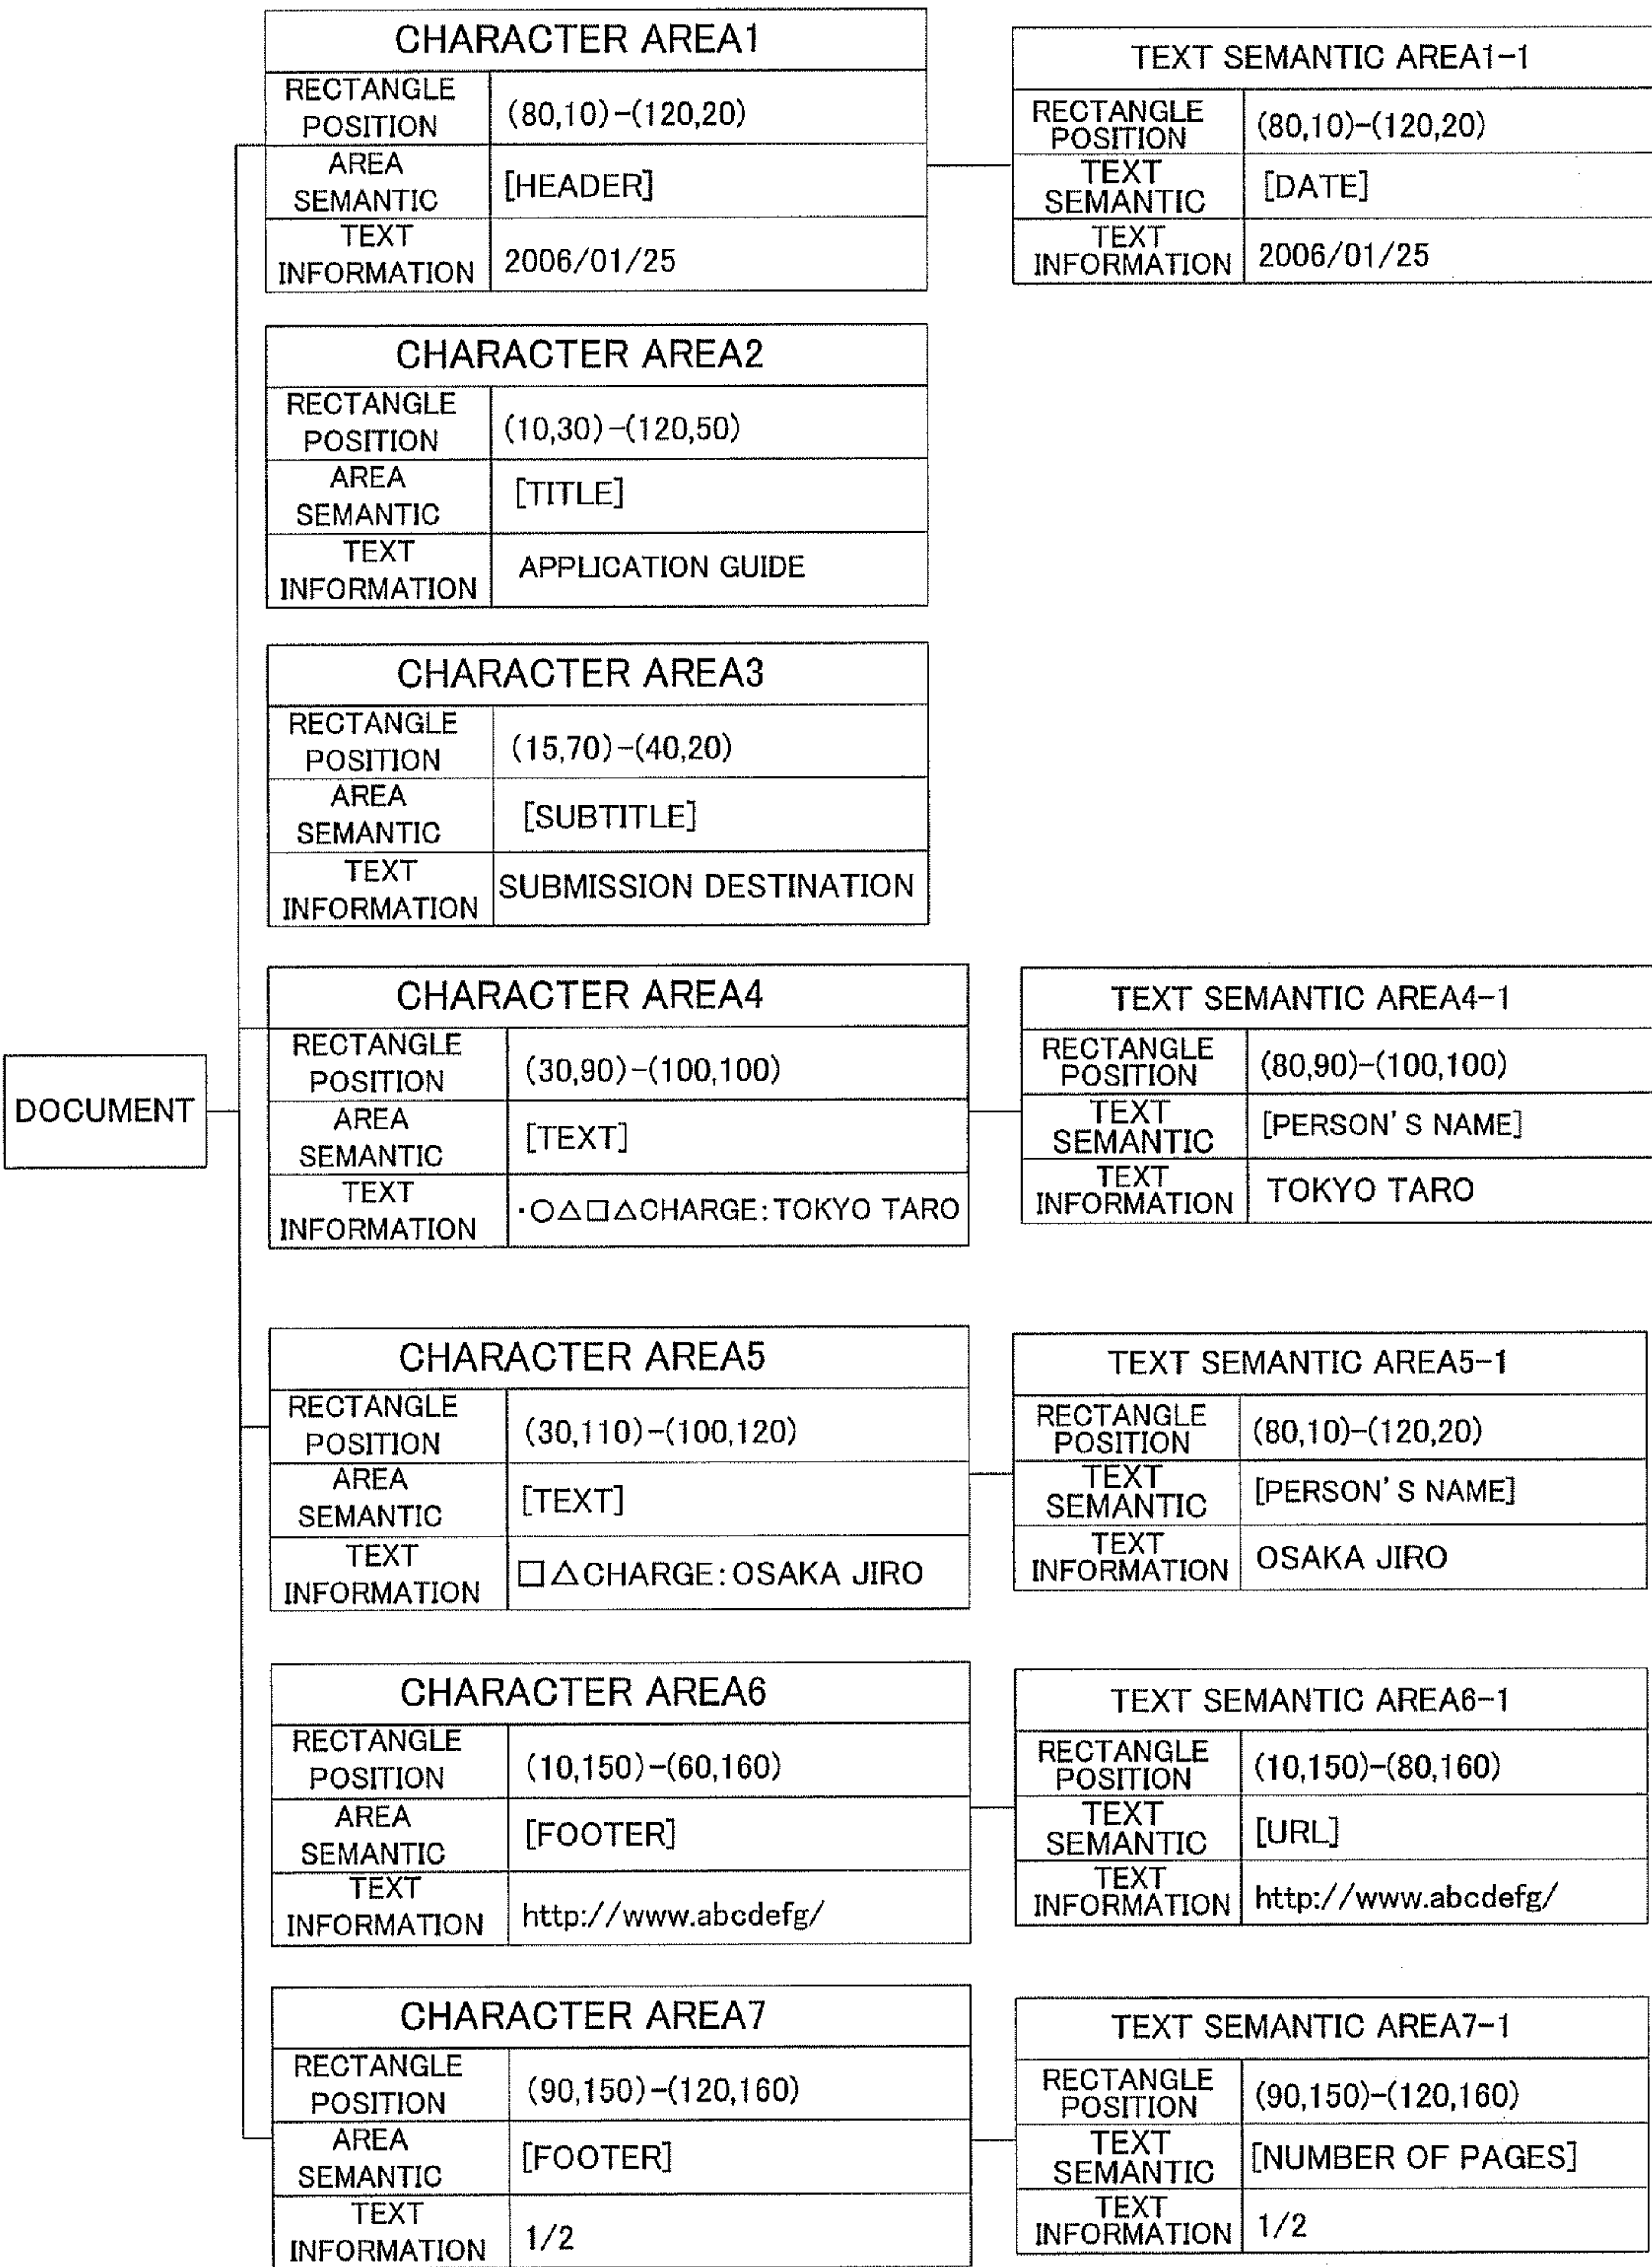 DOCUMENT
CHARACTER AREA1
RECTANGLE
POSITION
(80,10)-(120,20)
AREA
SEMANTIC
[HEADER]
TEXT
INFORMATION
2006/01/25
TEXT SEMANTIC AREA1-1
RECTANGLE
POSITION
(80,10)-(120,20)
TEXT
SEMANTIC
[DATE]
TEXT
INFORMATION
2006/01/25
CHARACTER AREA2
RECTANGLE
POSITION
(10,30)-(120,50)
AREA
SEMANTIC
[TITLE]
TEXT
INFORMATION
APPLICATION GUIDE
CHARACTER AREA3
RECTANGLE
POSITION
(15,70)-(40,20)
AREA
SEMANTIC
[SUBTITLE]
TEXT
INFORMATION
SUBMISSION DESTINATION
CHARACTER AREA4
RECTANGLE
POSITION
(30,90)-(100,100)
AREA
SEMANTIC
[TEXT]
TEXT
INFORMATION
・○△□△CHARGE:TOKYO TARO
TEXT SEMANTIC AREA4-1
RECTANGLE
POSITION
(80,90)-(100,100)
TEXT
SEMANTIC
[PERSON'S NAME]
TEXT
INFORMATION
TOKYO TARO
CHARACTER AREA5
RECTANGLE
POSITION
(30,110)-(100,120)
AREA
SEMANTIC
[TEXT]
TEXT
INFORMATION
□△CHARGE:OSAKA JIRO
TEXT SEMANTIC AREA5-1
RECTANGLE
POSITION
(80,10)-(120,20)
TEXT
SEMANTIC
[PERSON'S NAME]
TEXT
INFORMATION
OSAKA JIRO
CHARACTER AREA6
RECTANGLE
POSITION
(10,150)-(60,160)
AREA
SEMANTIC
[FOOTER]
TEXT
INFORMATION
http://www.abcdefg/
TEXT SEMANTIC AREA6-1
RECTANGLE
POSITION
(10,150)-(80,160)
TEXT
SEMANTIC
[URL]
TEXT
INFORMATION
http://www.abcdefg/
CHARACTER AREA7
RECTANGLE
POSITION
(90,150)-(120,160)
AREA
SEMANTIC
[FOOTER]
TEXT
INFORMATION
1/2
TEXT SEMANTIC AREA7-1
RECTANGLE
POSITION
(90,150)-(120,160)
TEXT
SEMANTIC
[NUMBER OF PAGES]
TEXT
INFORMATION
1/2